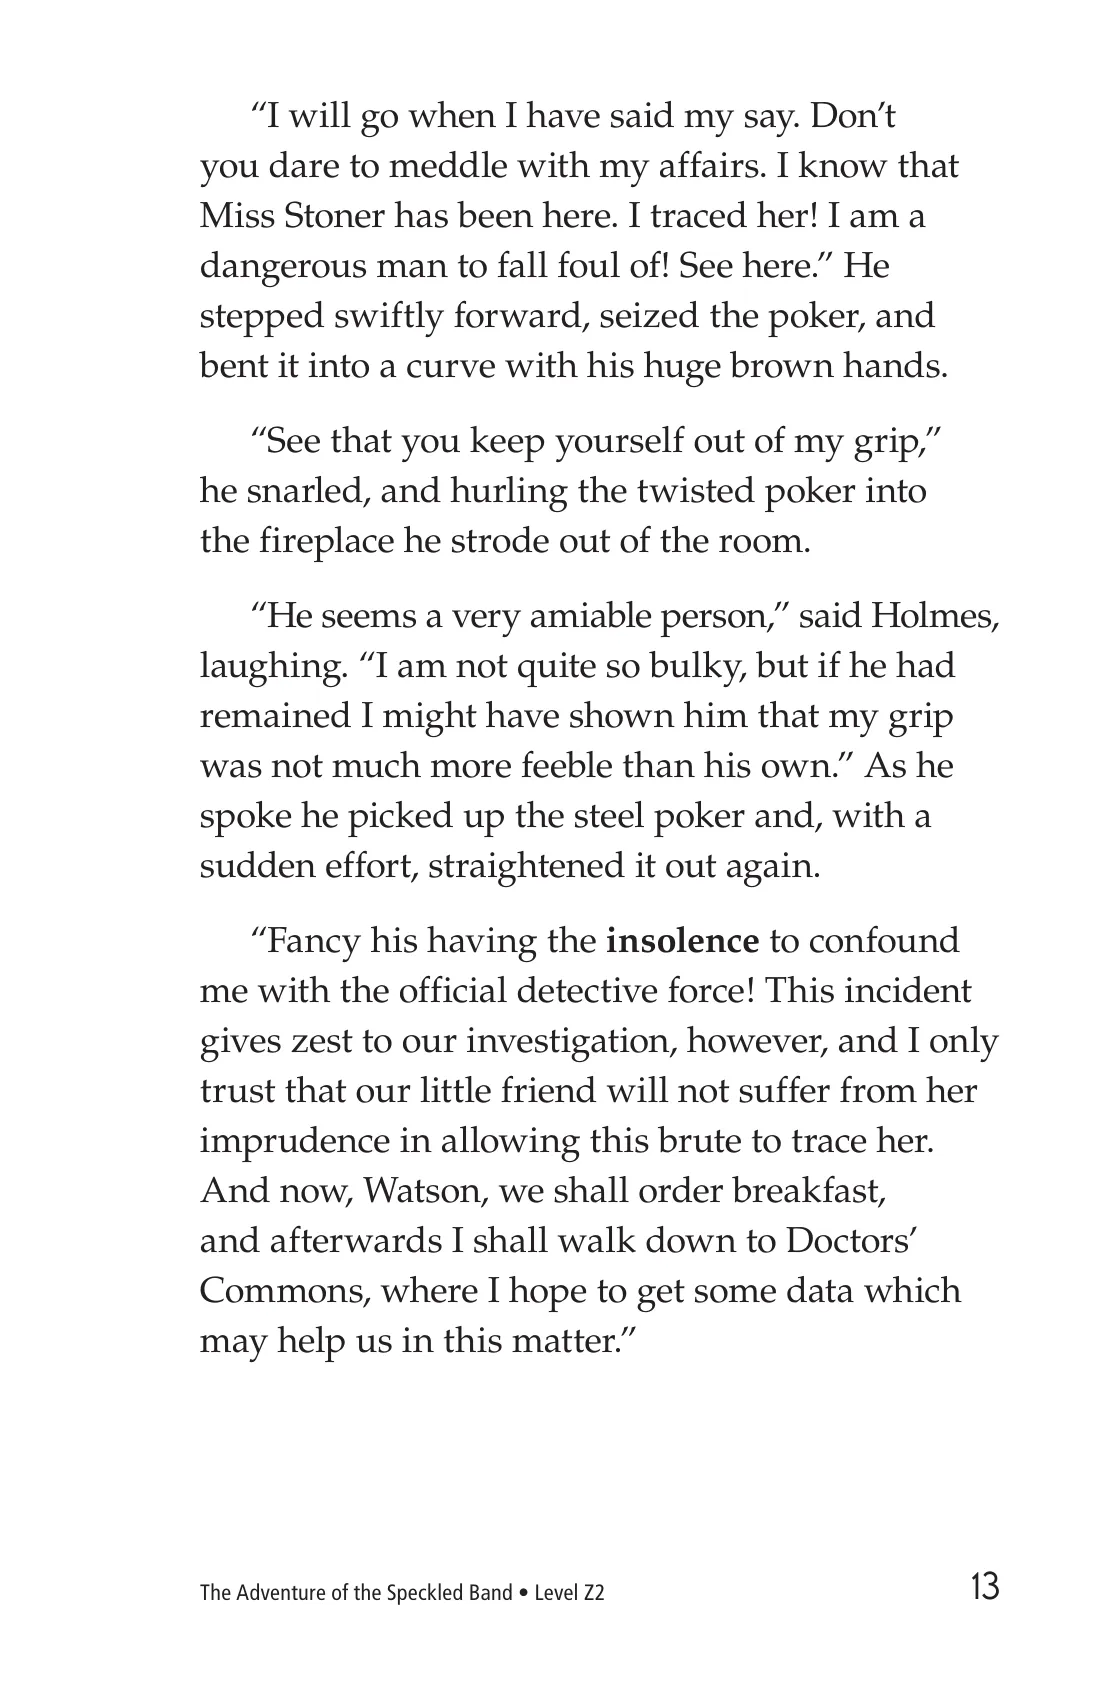 “I will go when I have said my say. Don’t
you dare to meddle with my affairs. I know that
Miss Stoner has been here. I traced her! I am a
dangerous man to fall foul of! See here.” He
stepped swiftly forward, seized the poker, and
bent it into a curve with his huge brown hands.
“See that you keep yourself out of my grip,”
he snarled, and hurling the twisted poker into
the fireplace he strode out of the room.
“He seems a very amiable person,” said Holmes,
laughing. “I am not quite so bulky, but if he had
remained I might have shown him that my grip
was not much more feeble than his own.” As he
spoke he picked up the steel poker and, with a
sudden effort, straightened it out again.
“Fancy his having the insolence to confound
me with the official detective force! This incident
gives zest to our investigation, however, and I only
trust that our little friend will not suffer from her
imprudence in allowing this brute to trace her.
And now, Watson, we shall order breakfast,
and afterwards I shall walk down to Doctors’
Commons, where I hope to get some data which
may help us in this matter.”
The Adventure of the Speckled Band • Level Z2 13